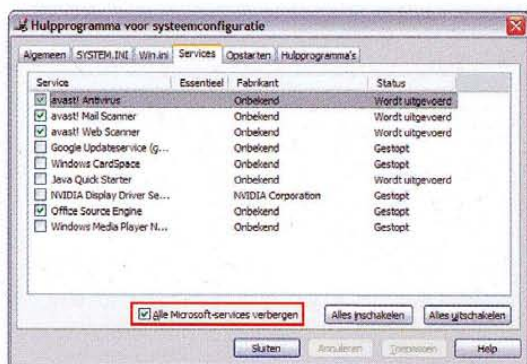 Hulpprogramma voor systeemconfiguratie
Algemeen SYSTEM.INI Win.ini Services Opstarten Hulpprogramma's
Service Essentieel Fabrikant Status
avast! Antivirus Onbekend Wordt uitgevoerd
avast! Mail Scanner Onbekend Wordt uitgevoerd
avast! Web Scanner Onbekend Wordt uitgevoerd
Google Updateservice (g... Onbekend Gestopt
Windows CardSpace Onbekend Gestopt
Java Quick Starter Onbekend Wordt uitgevoerd
NVIDIA Display Driver Se... NVIDIA Corporation Gestopt
Office Source Engine Onbekend Gestopt
Windows Media Player N... Onbekend Gestopt
Alle Microsoft-services verbergen Alles inschakelen Alles uitschakelen
Sluiten Annuleren Toepassen Help